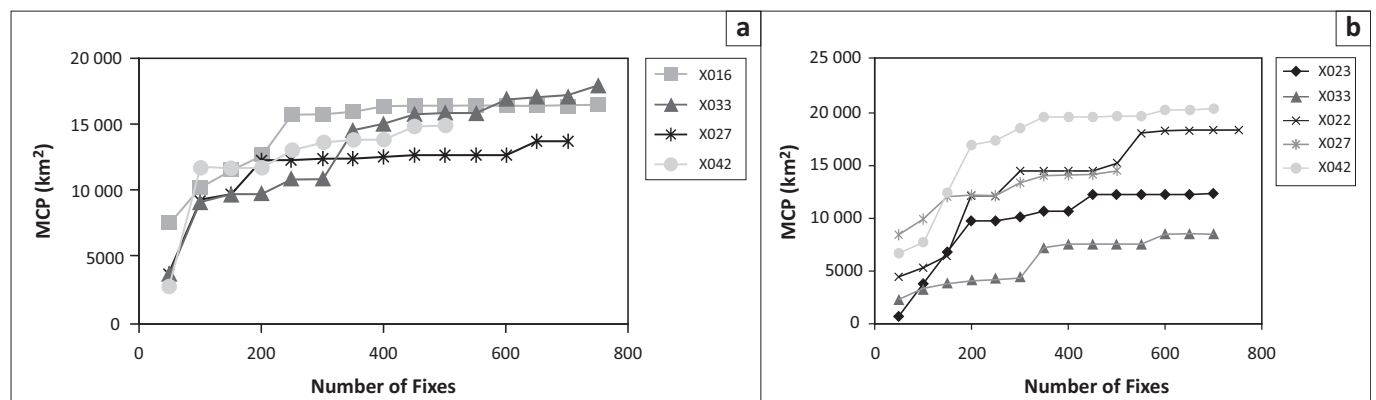 a
20 000
15 000
10 000
5000
0
0 200 400 600 800
MCP (km²)
Number of Fixes
X016
X033
X027
X042
b
25 000
20 000
15 000
10 000
5000
0
0 200 400 600 800
MCP (km²)
Number of Fixes
X023
X033
X022
X027
X042